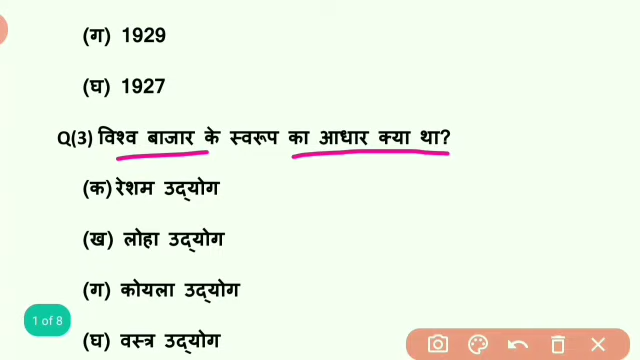 (ग) 1929
(घ) 1927
Q(3) विश्व बाजार के स्वरूप का आधार क्या था?
(क) रेशम उद्योग
(ख) लोहा उद्योग
(ग) कोयला उद्योग
1 of 8
(घ) वस्त्र उद्योग